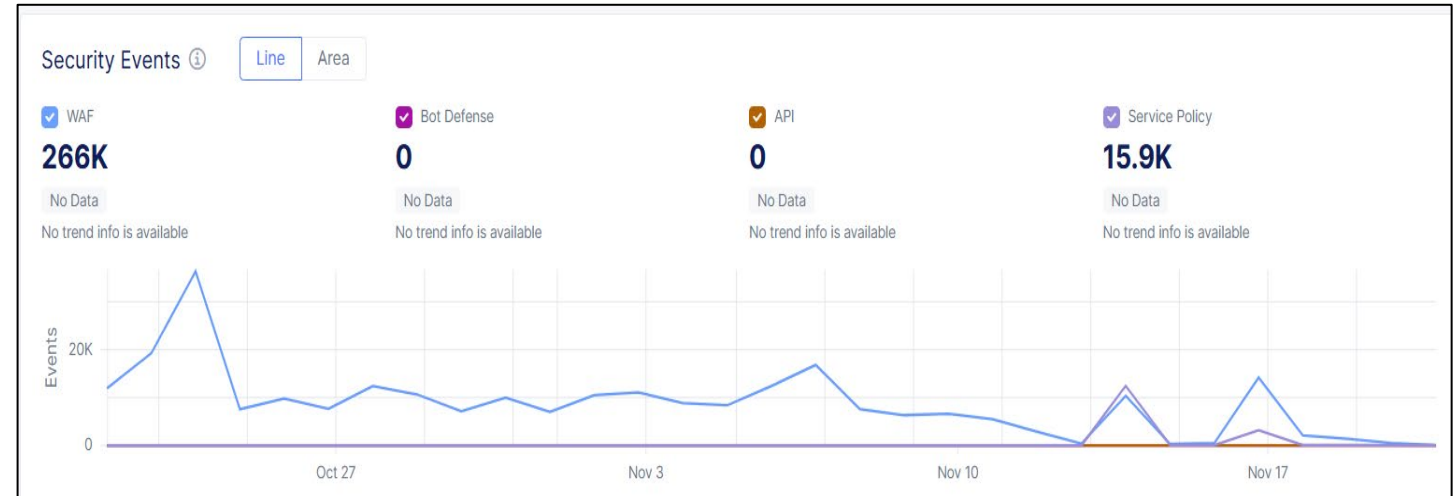 Security Events Line Area
WAF Bot Defense API Service Policy
266K 0 0 15.9K
No Data No Data No Data No Data
No trend info is available No trend info is available No trend info is available No trend info is available
Events
20K
0
Oct 27 Nov 3 Nov 10 Nov 17